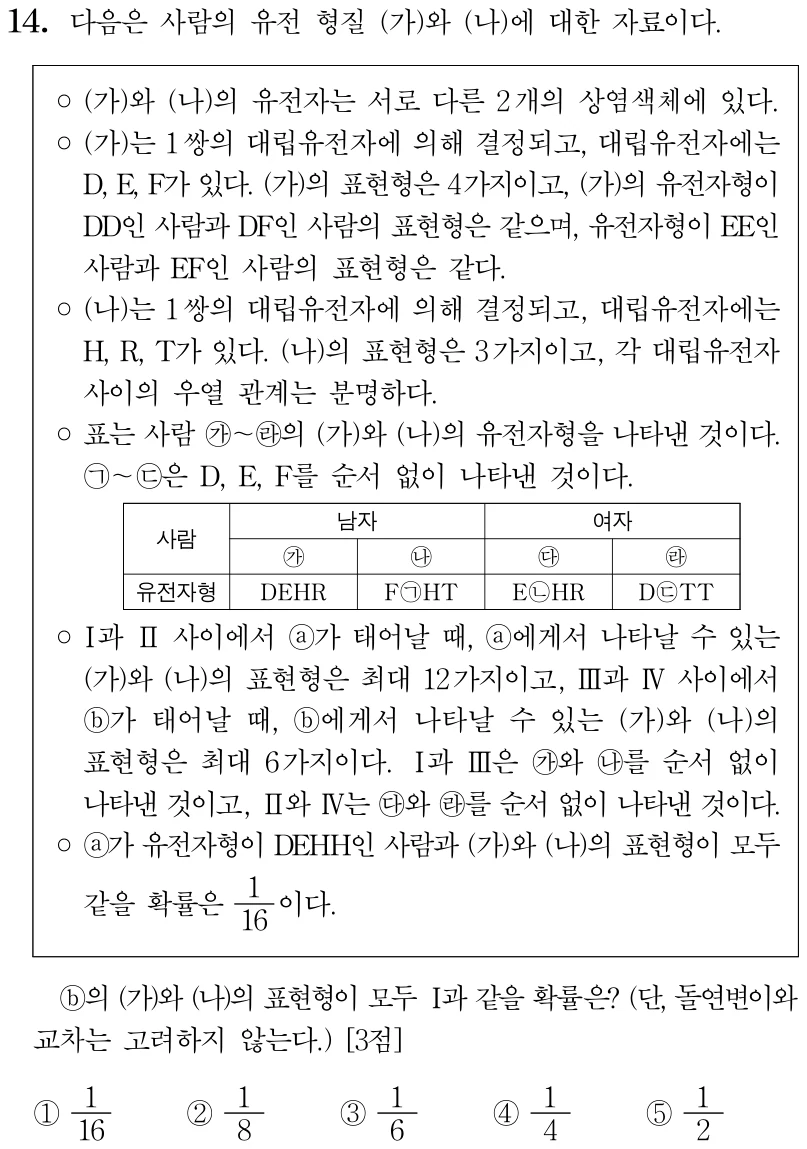 14. 다음은 사람의 유전 형질 (가)와 (나)에 대한 자료이다.
○ (가)와 (나)의 유전자는 서로 다른 2개의 상염색체에 있다.
○ (가)는 1쌍의 대립유전자에 의해 결정되고, 대립유전자에는
D, E, F가 있다. (가)의 표현형은 4가지이고, (가)의 유전자형이
DD인 사람과 DF인 사람의 표현형은 같으며, 유전자형이 EE인
사람과 EF인 사람의 표현형은 같다.
○ (나)는 1쌍의 대립유전자에 의해 결정되고, 대립유전자에는
H, R, T가 있다. (나)의 표현형은 3가지이고, 각 대립유전자
사이의 우열 관계는 분명하다.
○ 표는 사람 ㉮~㉱의 (가)와 (나)의 유전자형을 나타낸 것이다.
㉠~㉢은 D, E, F를 순서 없이 나타낸 것이다.
사람 남자 여자
㉮ ㉯ ㉰ ㉱
유전자형 DEHR F㉠HT E㉡HR D㉢TT
○ Ⅰ과 Ⅱ 사이에서 ⓐ가 태어날 때, ⓐ에게서 나타날 수 있는
(가)와 (나)의 표현형은 최대 12가지이고, Ⅲ과 Ⅳ 사이에서
ⓑ가 태어날 때, ⓑ에게서 나타날 수 있는 (가)와 (나)의
표현형은 최대 6가지이다. Ⅰ과 Ⅲ은 ㉮와 ㉯를 순서 없이
나타낸 것이고, Ⅱ와 Ⅳ는 ㉰와 ㉱를 순서 없이 나타낸 것이다.
○ ⓐ가 유전자형이 DEHH인 사람과 (가)와 (나)의 표현형이 모두
같을 확률은 1/16이다.
ⓑ의 (가)와 (나)의 표현형이 모두 Ⅰ과 같을 확률은? (단, 돌연변이와
교차는 고려하지 않는다.) [3점]
① 1/16 ② 1/8 ③ 1/6 ④ 1/4 ⑤ 1/2